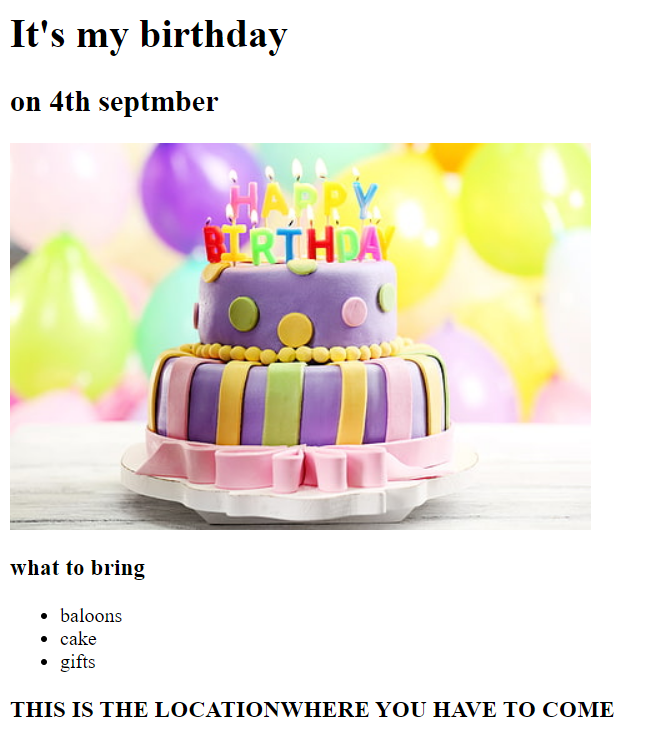 It's my birthday
on 4th septmber
HAPPY
BIRTHDAY
what to bring
baloons
cake
gifts
THIS IS THE LOCATIONWHERE YOU HAVE TO COME